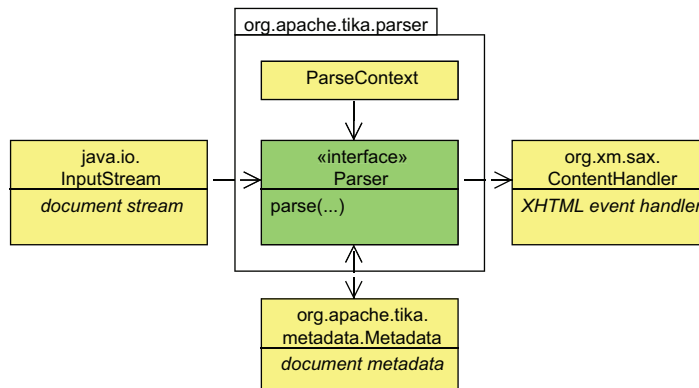 org.apache.tika.parser
ParseContext
java.io.
InputStream
document stream
«interface»
Parser
parse(...)
org.xm.sax.
ContentHandler
XHTML event handler
org.apache.tika.
metadata.Metadata
document metadata